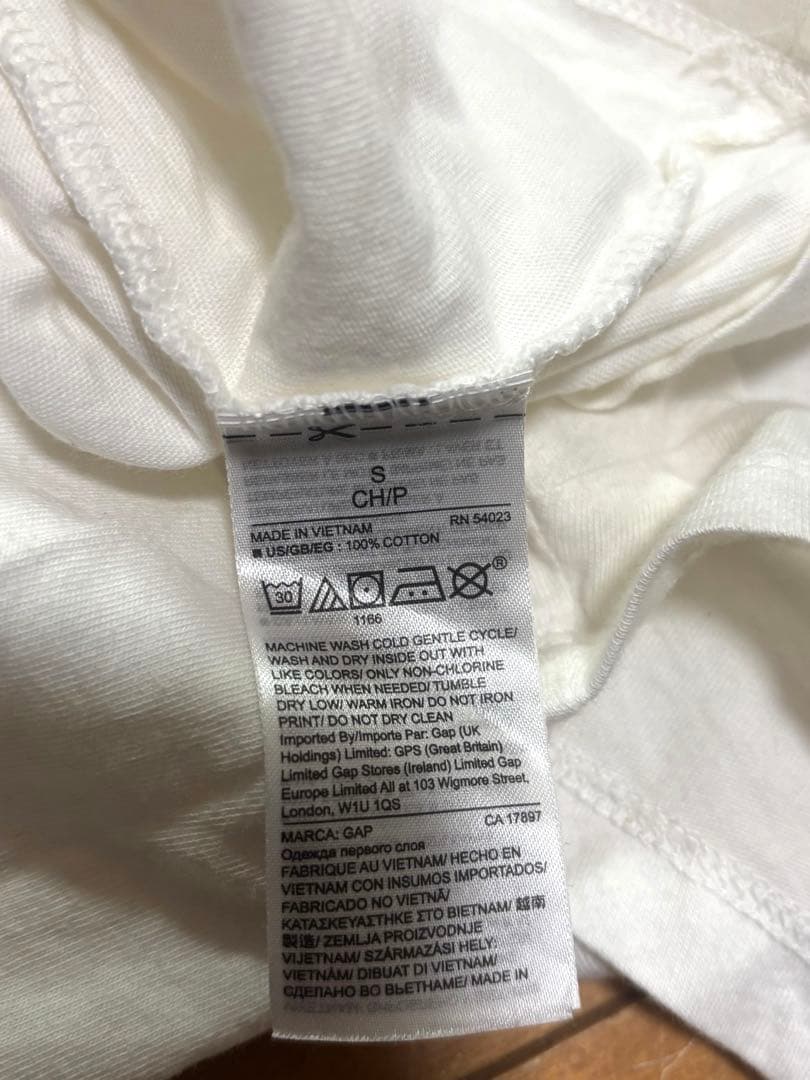 S
CH/P
MADE IN VIETNAM RN 54023
■ US/GB/EG : 100% COTTON
30
®
1166
MACHINE WASH COLD GENTLE CYCLE/
WASH AND DRY INSIDE OUT WITH
LIKE COLORS/ ONLY NON-CHLORINE
BLEACH WHEN NEEDED/ TUMBLE
DRY LOW/ WARM IRON/ DO NOT IRON
PRINT/ DO NOT DRY CLEAN
Imported By/Importe Par: Gap (UK
Holdings) Limited: GPS (Great Britain)
Limited Gap Stores (Ireland) Limited Gap
Europe Limited All at 103 Wigmore Street,
London, W1U 1QS
MARCA: GAP CA 17897
Одежда первого слоя
FABRIQUE AU VIETNAM/ HECHO EN
VIETNAM CON INSUMOS IMPORTADOS/
FABRICADO NO VIETNÃ/
ΚΑΤΑΣΚΕΥΑΣΤΗΚΕ ΣΤΟ ΒΙΕΤΝΑΜ/ 越南
製造/ ZEMLJA PROIZVODNJE
VIJETNAM/ SZÁRMAZÁSI HELY:
VIETNÁM/ DIBUAT DI VIETNAM/
СДЕЛАНО ВО ВЬЕТНАМЕ/ MADE IN